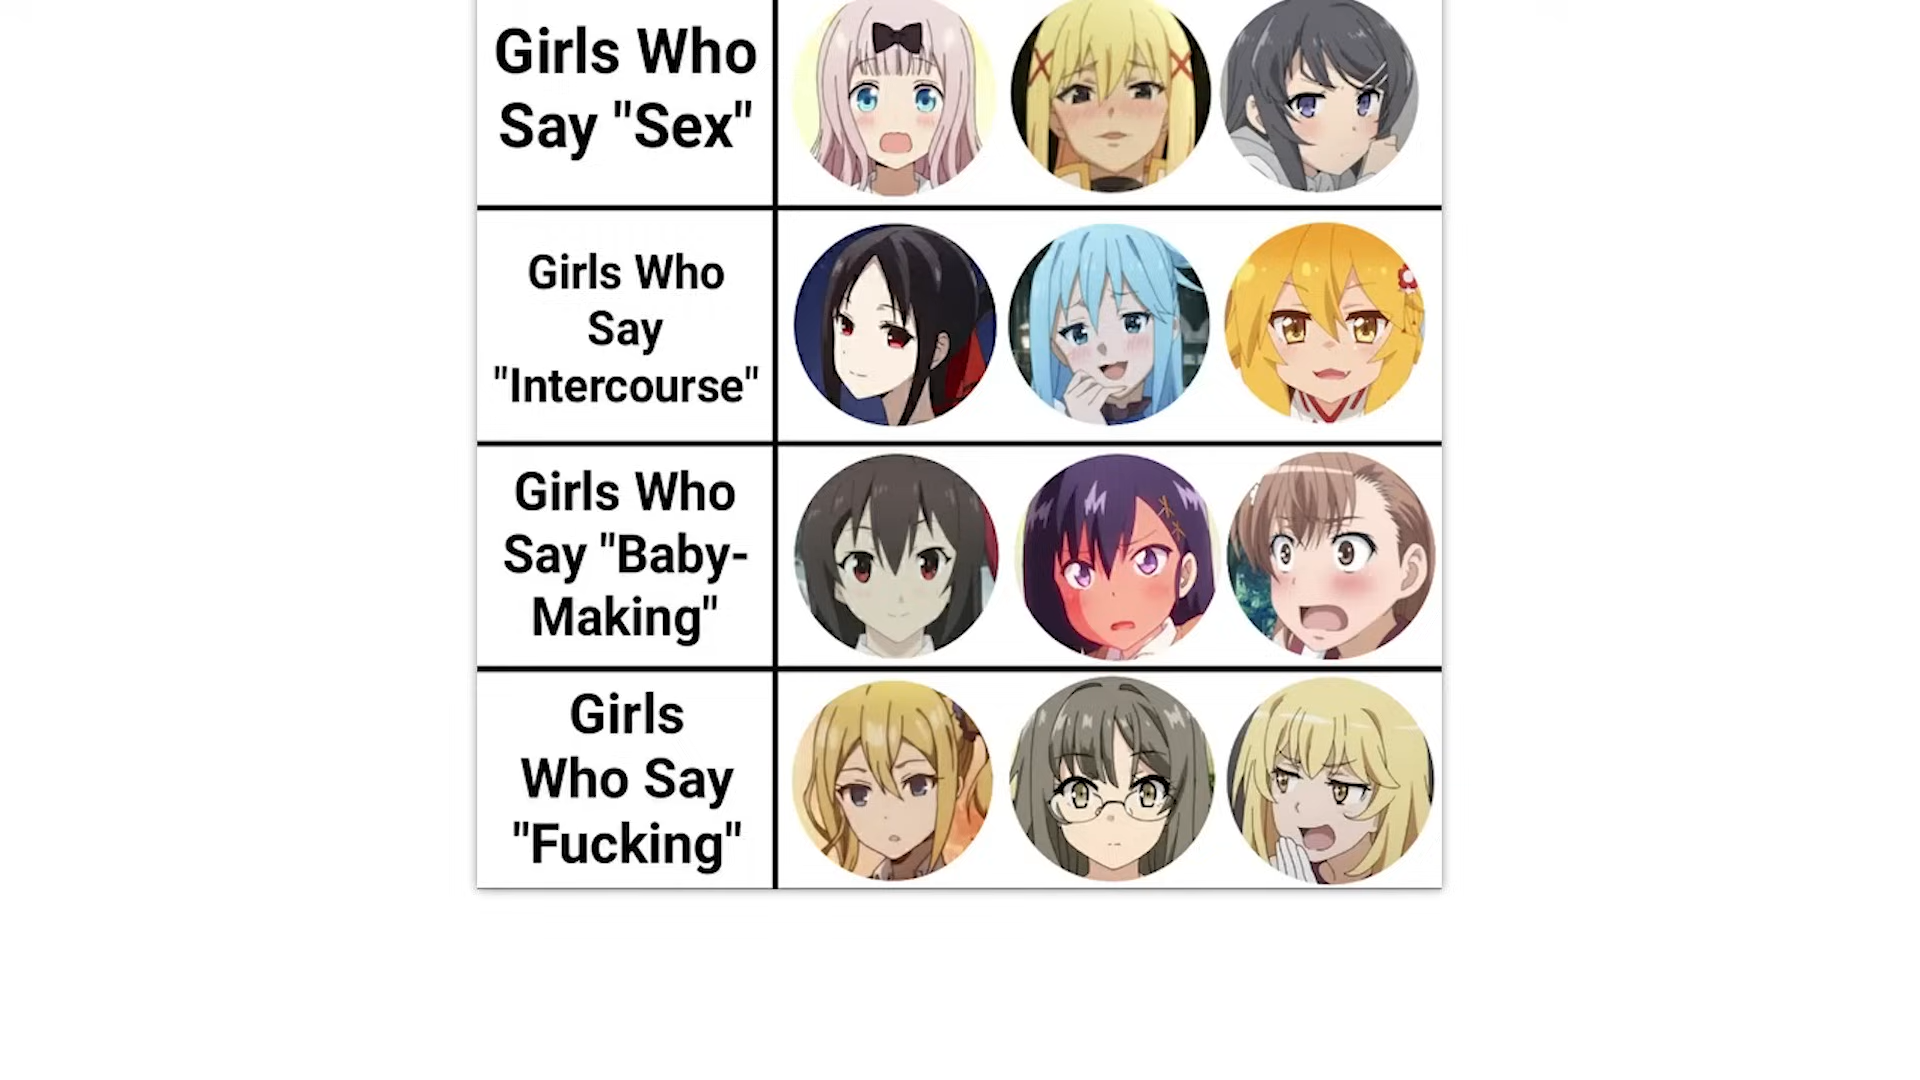 Girls Who
Say "Sex"
Girls Who
Say
"Intercourse"
Girls Who
Say "Baby-
Making"
Girls
Who Say
"Fucking"